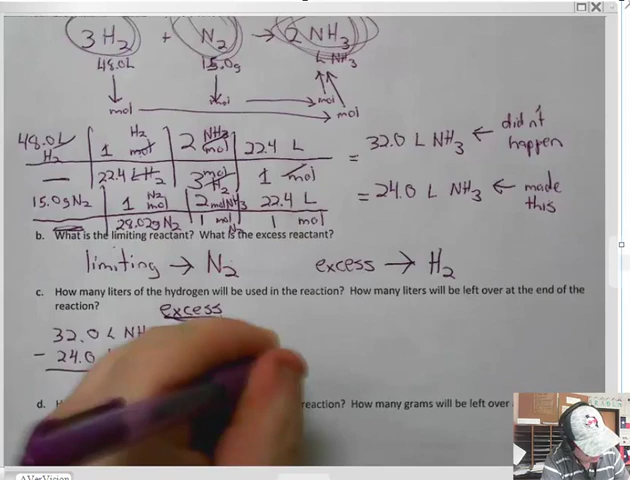 3 H2 + N2 → 2 NH3
48.0L 15.0g L NH3
mol mol mol
mol
48.0L H2 | 1 H2 mol | 2 NH3 mol | 22.4 L = 32.0 L NH3 ← didn't happen
22.4 L H2 | 3 mol H2 | 1 mol
15.0g N2 | 1 N2 mol | 2 mol NH3 | 22.4 L = 24.0 L NH3 ← made this
28.02g N2 | 1 mol N2 | 1 mol
b. What is the limiting reactant? What is the excess reactant?
limiting → N2 excess → H2
c. How many liters of the hydrogen will be used in the reaction? How many liters will be left over at the end of the
reaction?
excess
32.0 L NH
- 24.0
d. reaction? How many grams will be left over
AVerVision